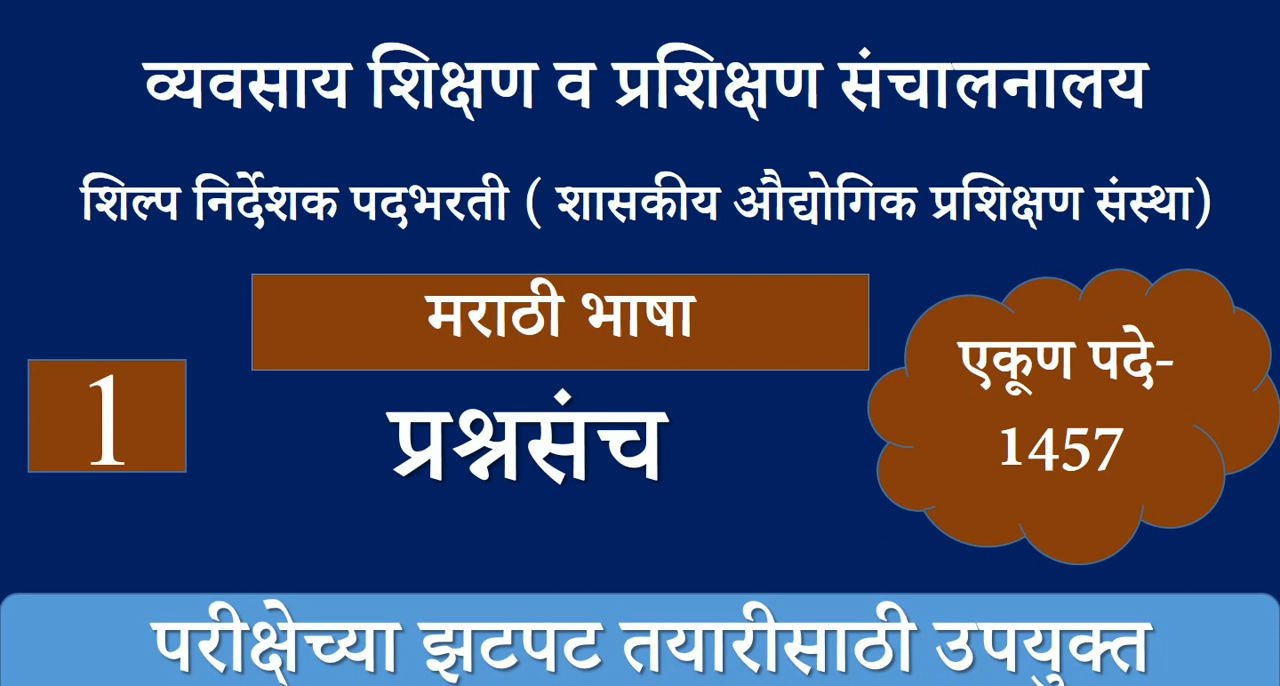 व्यवसाय शिक्षण व प्रशिक्षण संचालनालय
शिल्प निर्देशक पदभरती ( शासकीय औद्योगिक प्रशिक्षण संस्था)
मराठी भाषा
1
प्रश्नसंच
एकूण पदे-
1457
परीक्षेच्या झटपट तयारीसाठी उपयुक्त